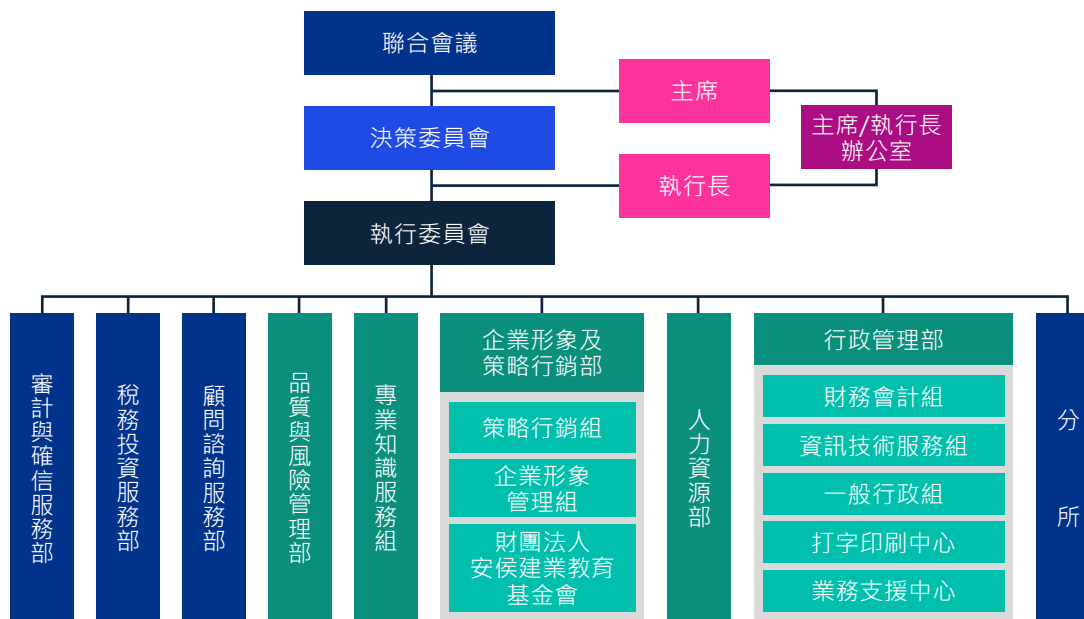 聯合會議
主席
主席/執行長
辦公室
決策委員會
執行長
執行委員會
審計與確信服務部
稅務投資服務部
顧問諮詢服務部
品質與風險管理部
專業知識服務組
企業形象及
策略行銷部
策略行銷組
企業形象
管理組
財團法人
安侯建業教育
基金會
人力資源部
行政管理部
財務會計組
資訊技術服務組
一般行政組
打字印刷中心
業務支援中心
分所